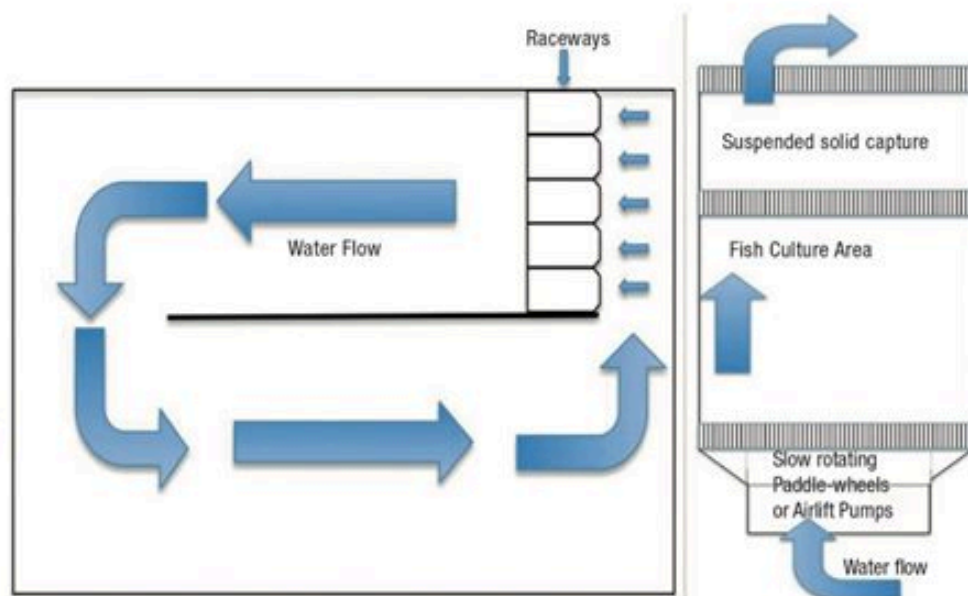 Raceways
Water Flow
Suspended solid capture
Fish Culture Area
Slow rotating
Paddle-wheels
or Airlift Pumps
Water flow